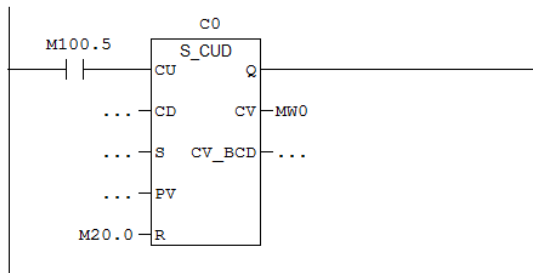 C0
M100.5
S_CUD
CU Q
... CD CV MW0
... S CV_BCD ...
... PV
M20.0 R